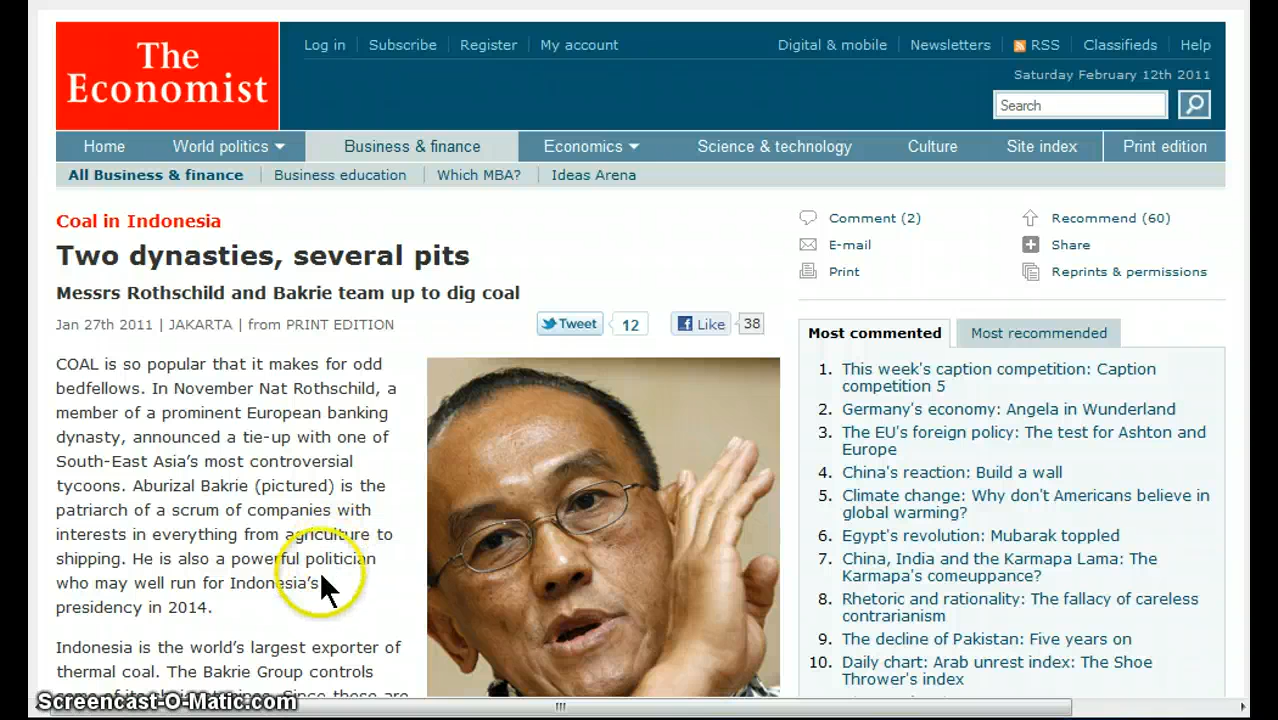 The
Economist
Log in
Subscribe
Register
My account
Digital & mobile
Newsletters
RSS
Classifieds
Help
Saturday February 12th 2011
Search
Home
World politics
Business & finance
Economics
Science & technology
Culture
Site index
Print edition
All Business & finance
Business education
Which MBA?
Ideas Arena
Coal in Indonesia
Two dynasties, several pits
Messrs Rothschild and Bakrie team up to dig coal
Jan 27th 2011 | JAKARTA | from PRINT EDITION
Tweet
12
Like
38
COAL is so popular that it makes for odd
bedfellows. In November Nat Rothschild, a
member of a prominent European banking
dynasty, announced a tie-up with one of
South-East Asia's most controversial
tycoons. Aburizal Bakrie (pictured) is the
patriarch of a scrum of companies with
interests in everything from agriculture to
shipping. He is also a powerful politician
who may well run for Indonesia's
presidency in 2014.
Indonesia is the world's largest exporter of
thermal coal. The Bakrie Group controls
Comment (2)
Recommend (60)
E-mail
Share
Print
Reprints & permissions
Most commented
Most recommended
1. This week's caption competition: Caption
competition 5
2. Germany's economy: Angela in Wunderland
3. The EU's foreign policy: The test for Ashton and
Europe
4. China's reaction: Build a wall
5. Climate change: Why don't Americans believe in
global warming?
6. Egypt's revolution: Mubarak toppled
7. China, India and the Karmapa Lama: The
Karmapa's comeuppance?
8. Rhetoric and rationality: The fallacy of careless
contrarianism
9. The decline of Pakistan: Five years on
10. Daily chart: Arab unrest index: The Shoe
Thrower's index
Screencast-O-Matic.com